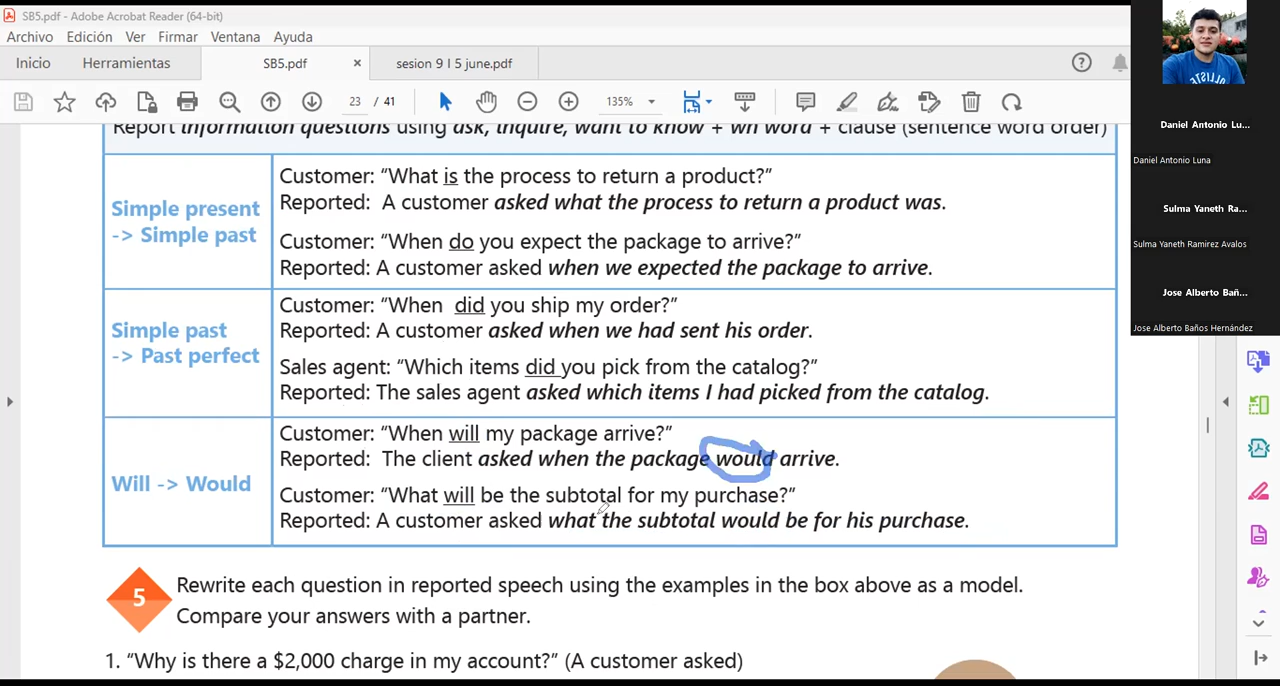 SB5.pdf - Adobe Acrobat Reader (64-bit)
Archivo Edición Ver Firmar Ventana Ayuda
Inicio Herramientas SB5.pdf × sesion 9 I 5 june.pdf
23 / 41 135%
Report information questions using ask, inquire, want to know + wh word + clause (sentence word order)
Simple present
-> Simple past
Customer: “What is the process to return a product?”
Reported: A customer asked what the process to return a product was.
Customer: “When do you expect the package to arrive?”
Reported: A customer asked when we expected the package to arrive.
Simple past
-> Past perfect
Customer: “When did you ship my order?”
Reported: A customer asked when we had sent his order.
Sales agent: “Which items did you pick from the catalog?”
Reported: The sales agent asked which items I had picked from the catalog.
Will -> Would
Customer: “When will my package arrive?”
Reported: The client asked when the package would arrive.
Customer: “What will be the subtotal for my purchase?”
Reported: A customer asked what the subtotal would be for his purchase.
5
Rewrite each question in reported speech using the examples in the box above as a model.
Compare your answers with a partner.
1. “Why is there a $2,000 charge in my account?” (A customer asked)
Daniel Antonio Lu...
Daniel Antonio Luna
Sulma Yaneth Ra...
Sulma Yaneth Ramirez Avalos
Jose Alberto Bañ...
Jose Alberto Baños Hernández